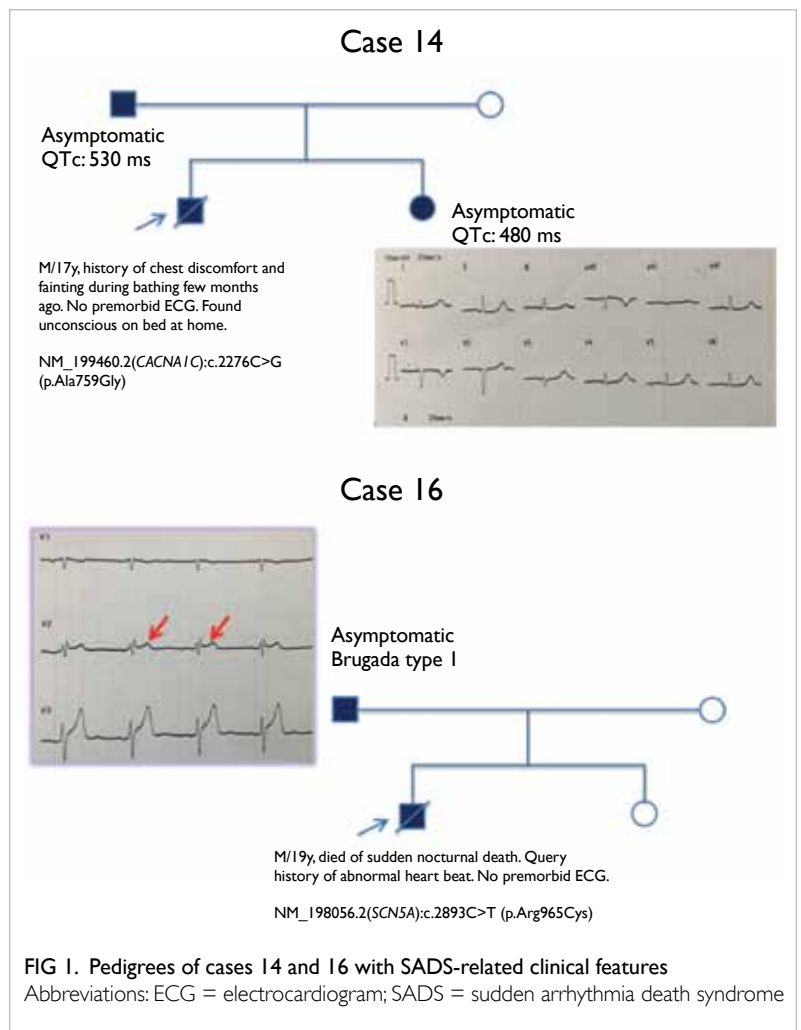 Case 14
Asymptomatic
QTc: 530 ms
Asymptomatic
QTc: 480 ms
M/17y, history of chest discomfort and
fainting during bathing few months
ago. No premorbid ECG. Found
unconscious on bed at home.
NM_199460.2(CACNA1C):c.2276C>G
(p.Ala759Gly)
Case 16
Asymptomatic
Brugada type 1
M/19y, died of sudden nocturnal death. Query
history of abnormal heart beat. No premorbid ECG.
NM_198056.2(SCN5A):c.2893C>T (p.Arg965Cys)
FIG 1. Pedigrees of cases 14 and 16 with SADS-related clinical features
Abbreviations: ECG = electrocardiogram; SADS = sudden arrhythmia death syndrome